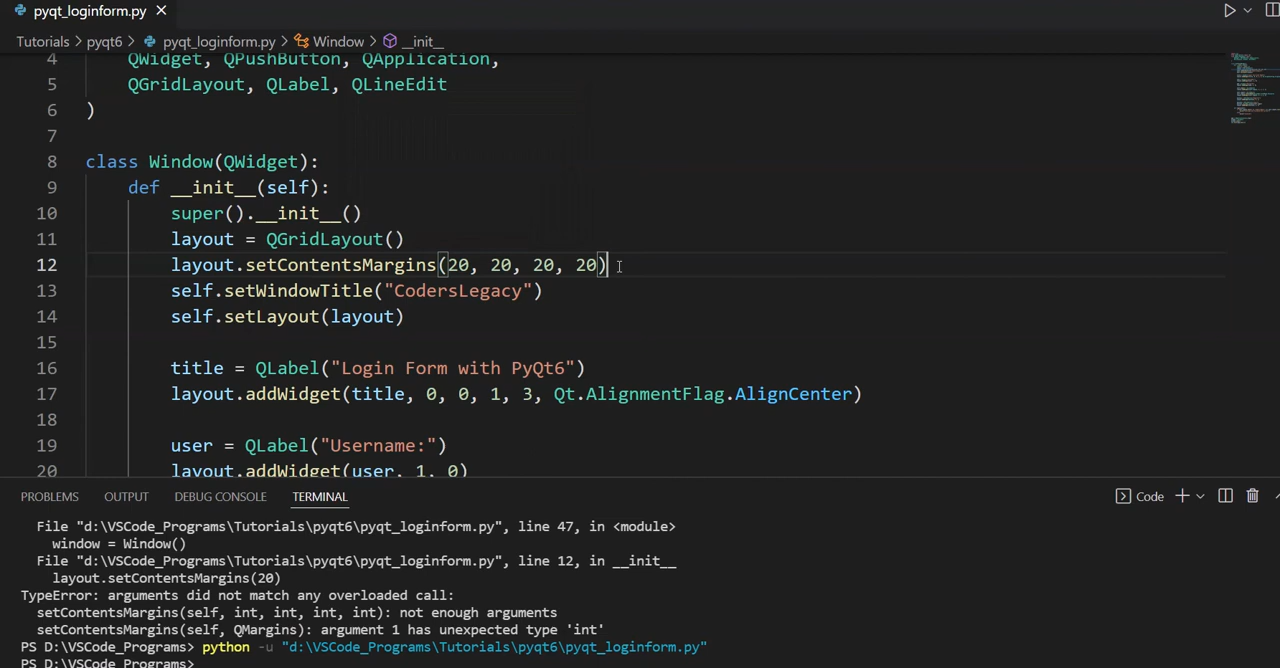 pyqt_loginform.py
Tutorials > pyqt6 > pyqt_loginform.py > Window > __init__
4 QWidget, QPushButton, QApplication,
5 QGridLayout, QLabel, QLineEdit
6 )
7
8 class Window(QWidget):
9 def __init__(self):
10 super().__init__()
11 layout = QGridLayout()
12 layout.setContentsMargins(20, 20, 20, 20)
13 self.setWindowTitle("CodersLegacy")
14 self.setLayout(layout)
15
16 title = QLabel("Login Form with PyQt6")
17 layout.addWidget(title, 0, 0, 1, 3, Qt.AlignmentFlag.AlignCenter)
18
19 user = QLabel("Username:")
20 layout.addWidget(user, 1, 0)
PROBLEMS OUTPUT DEBUG CONSOLE TERMINAL Code
File "d:\VSCode_Programs\Tutorials\pyqt6\pyqt_loginform.py", line 47, in <module>
window = Window()
File "d:\VSCode_Programs\Tutorials\pyqt6\pyqt_loginform.py", line 12, in __init__
layout.setContentsMargins(20)
TypeError: arguments did not match any overloaded call:
setContentsMargins(self, int, int, int, int): not enough arguments
setContentsMargins(self, QMargins): argument 1 has unexpected type 'int'
PS D:\VSCode_Programs> python -u "d:\VSCode_Programs\Tutorials\pyqt6\pyqt_loginform.py"
PS D:\VSCode_Programs>